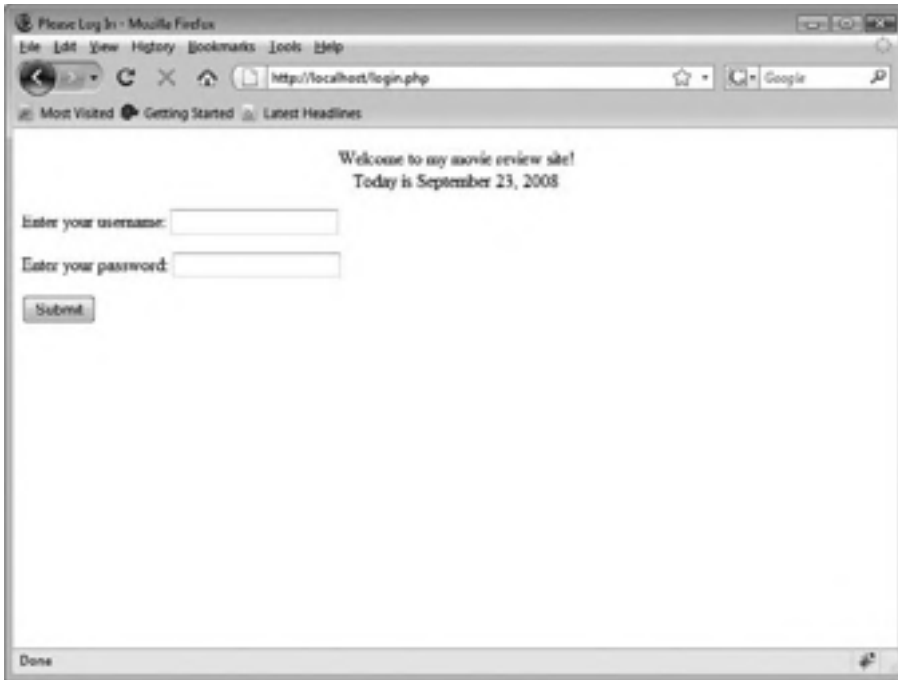 Please Log In - Mozilla Firefox
File Edit View History Bookmarks Tools Help
http://localhost/login.php
Google
Most Visited Getting Started Latest Headlines
Welcome to my movie review site!
Today is September 23, 2008
Enter your username:
Enter your password:
Submit
Done